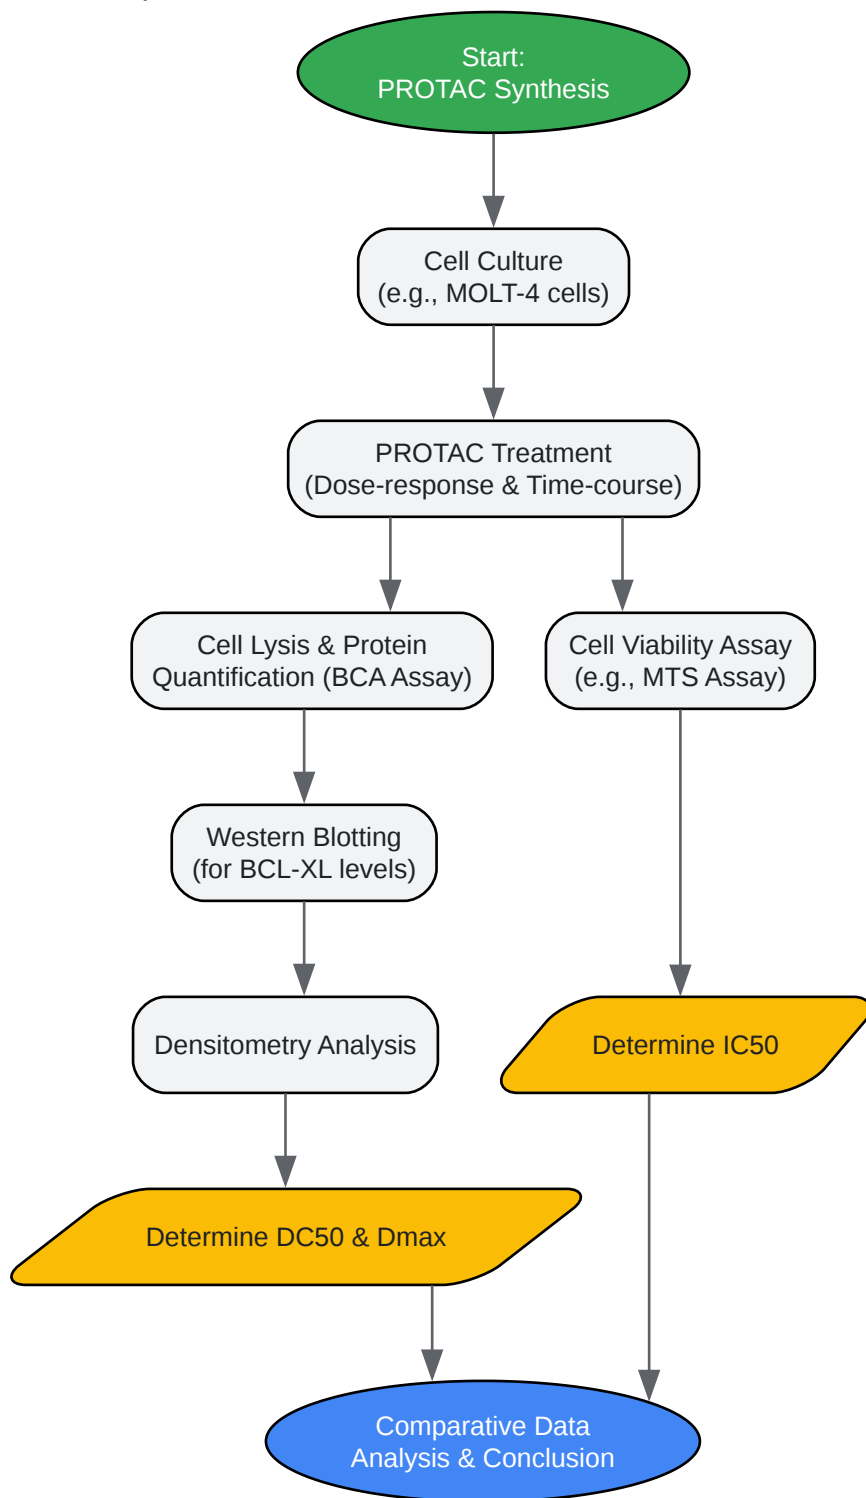 Start:
PROTAC Synthesis
Cell Culture
(e.g., MOLT-4 cells)
PROTAC Treatment
(Dose-response & Time-course)
Cell Lysis & Protein
Quantification (BCA Assay)
Cell Viability Assay
(e.g., MTS Assay)
Western Blotting
(for BCL-XL levels)
Densitometry Analysis
Determine IC50
Determine DC50 & Dmax
Comparative Data
Analysis & Conclusion